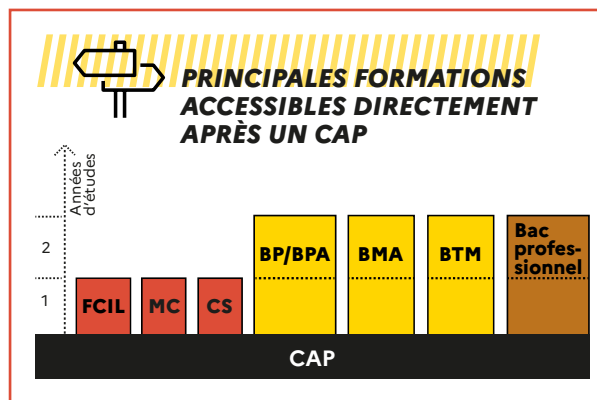 PRINCIPALES FORMATIONS
ACCESSIBLES DIRECTEMENT
APRÈS UN CAP
Années
d'études
2
1
FCIL
MC
CS
BP/BPA
BMA
BTM
Bac
profes-
sionnel
CAP